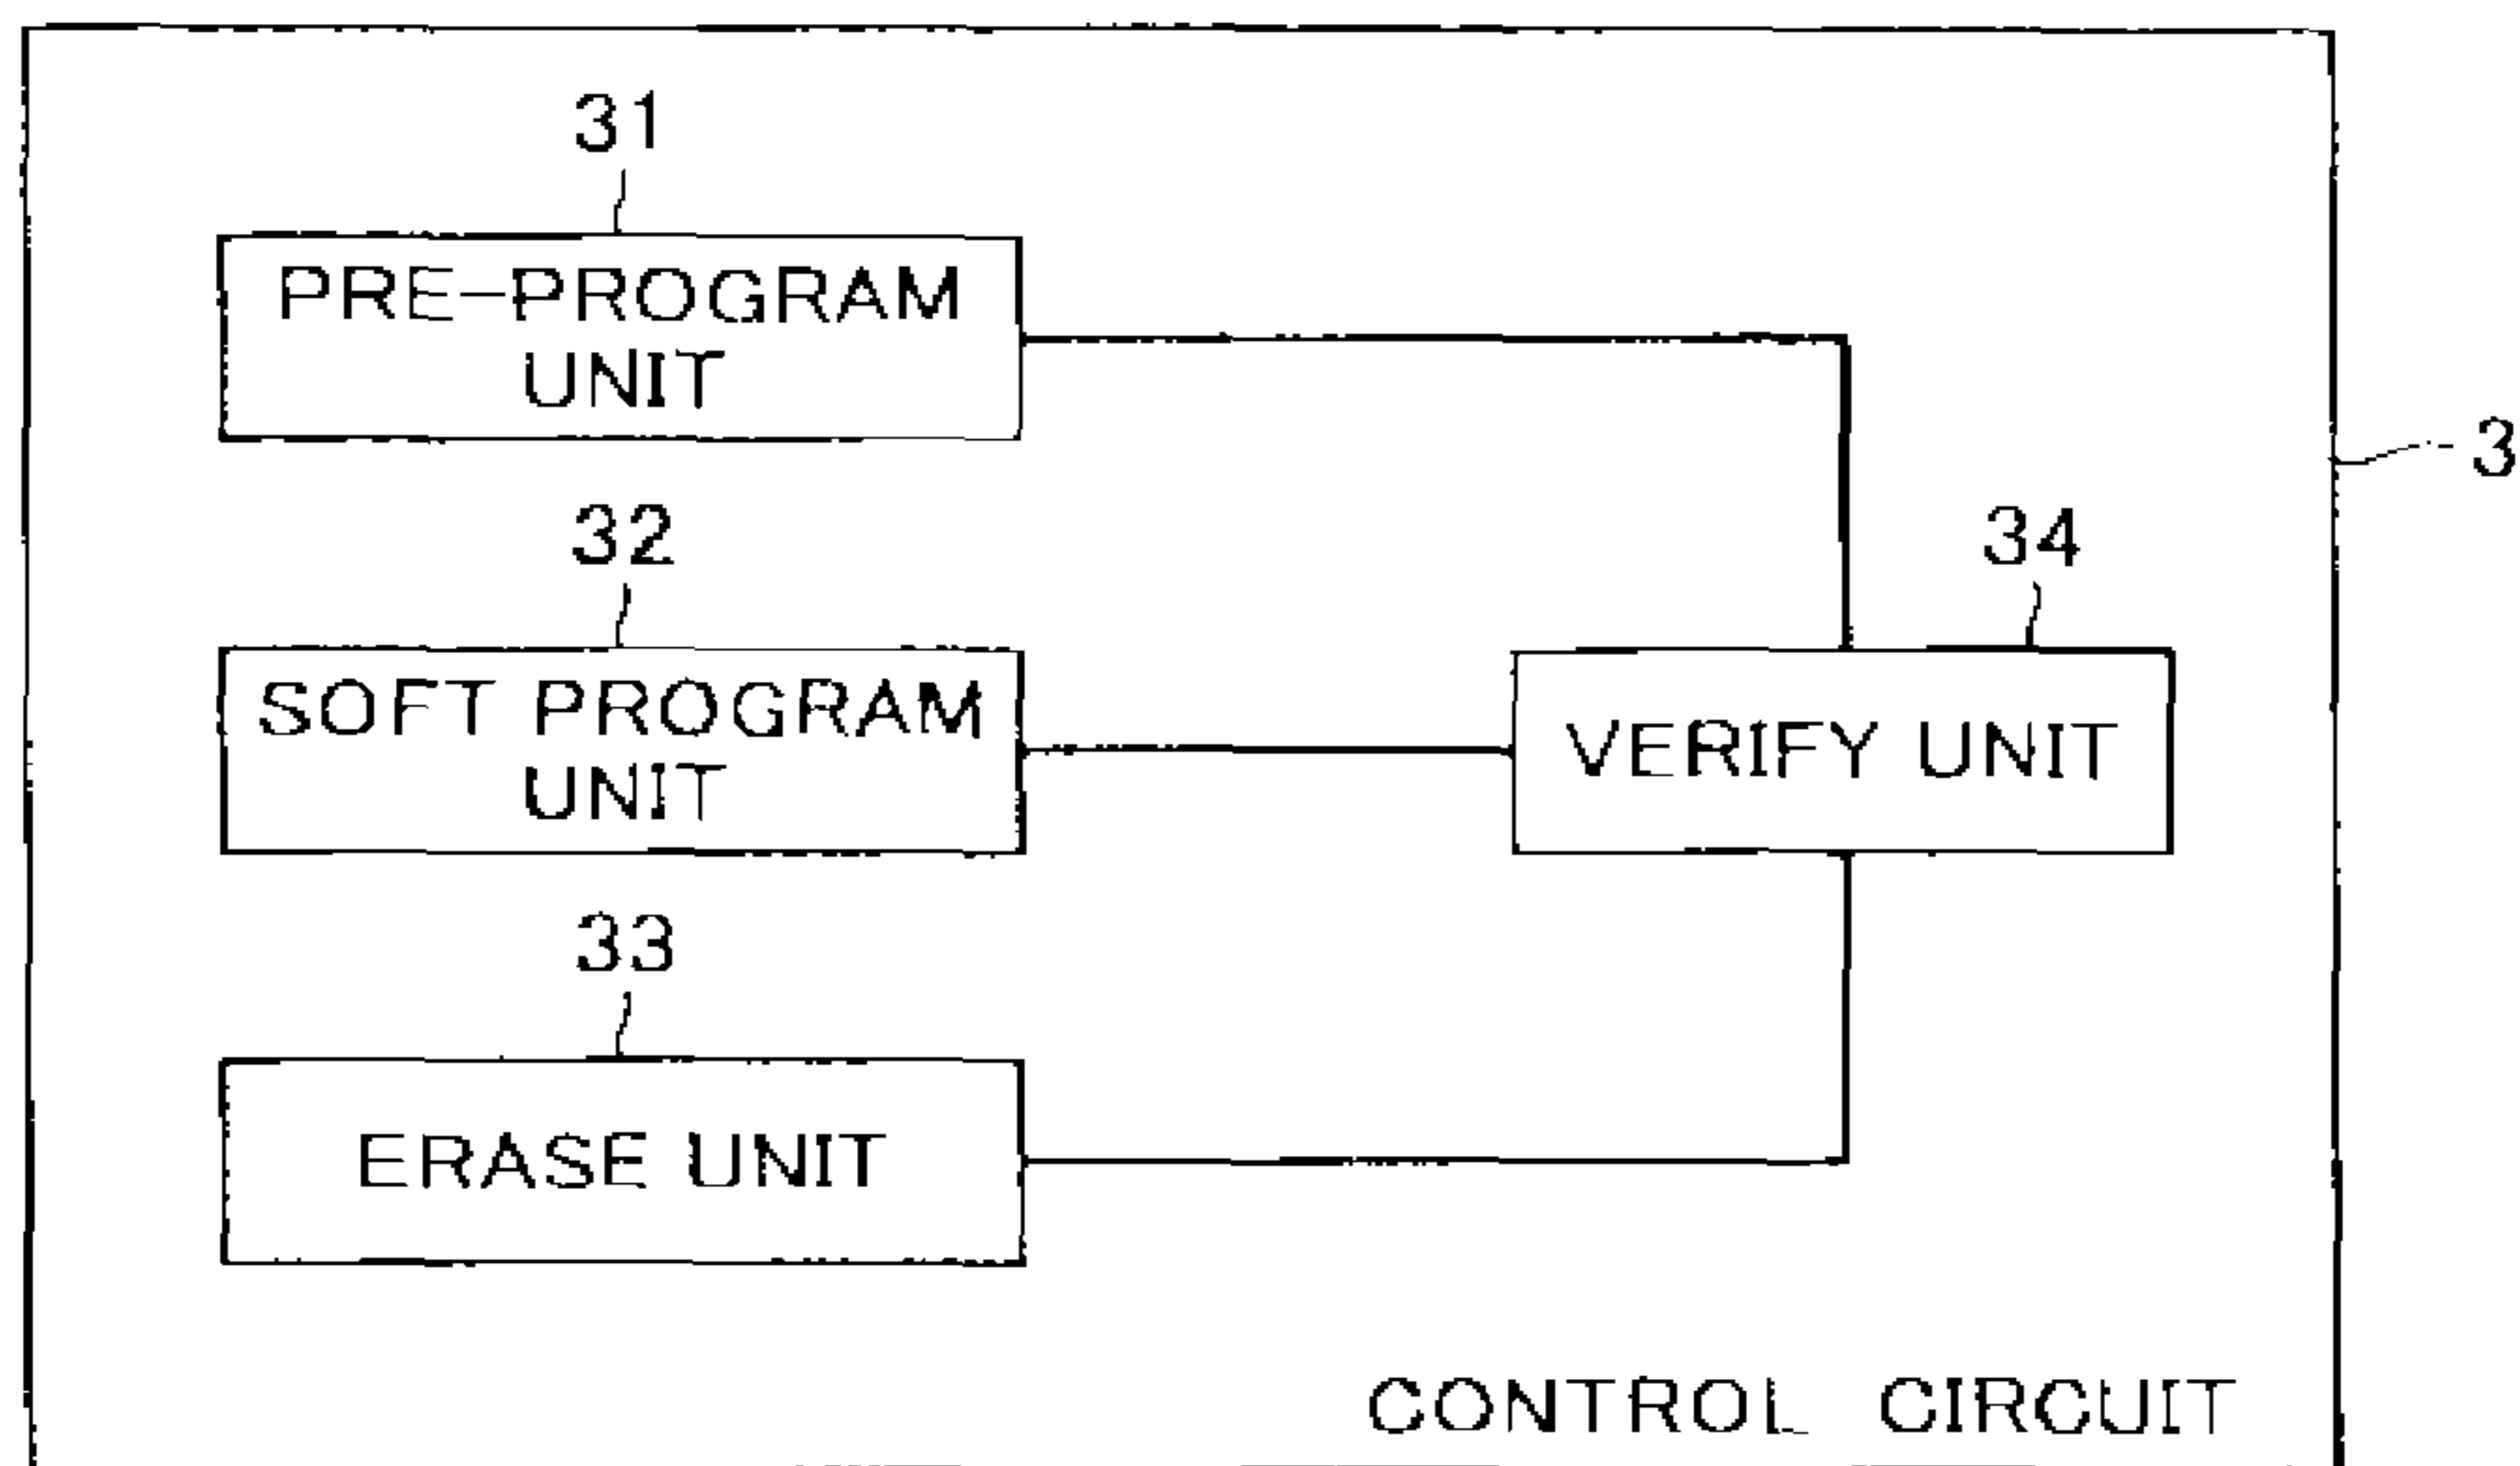 31
PRE-PROGRAM
UNIT
3
32
34
SOFT PROGRAM
UNIT
VERIFY UNIT
33
ERASE UNIT
CONTROL CIRCUIT